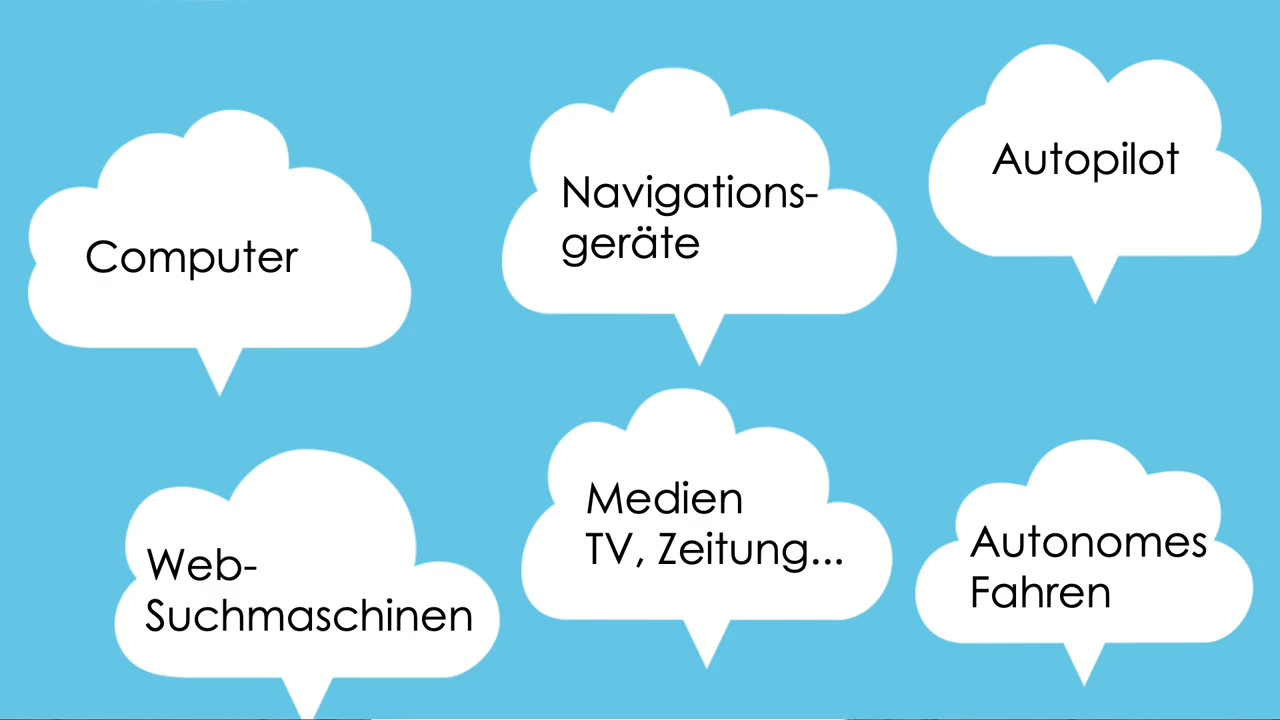 Computer
Navigations-
geräte
Autopilot
Web-
Suchmaschinen
Medien
TV, Zeitung...
Autonomes
Fahren